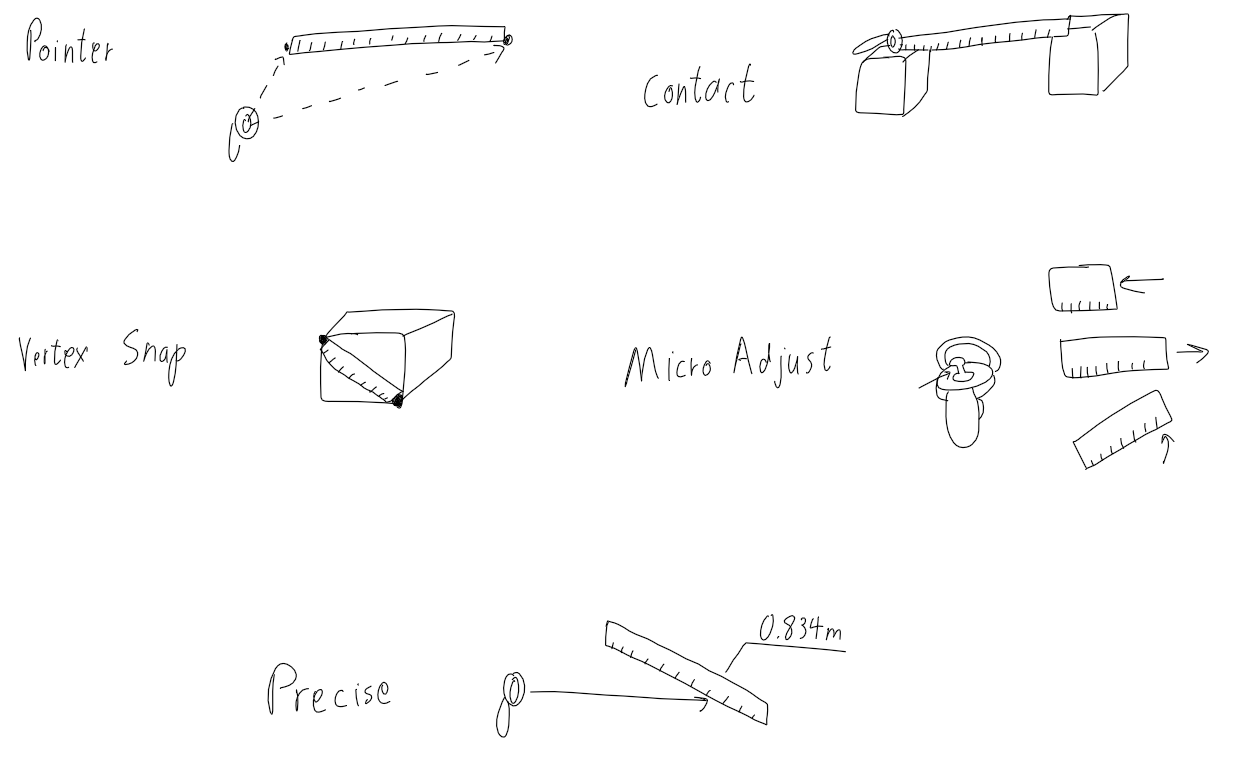 Pointer
Contact
Vertex Snap
Micro Adjust
0.834m
Precise